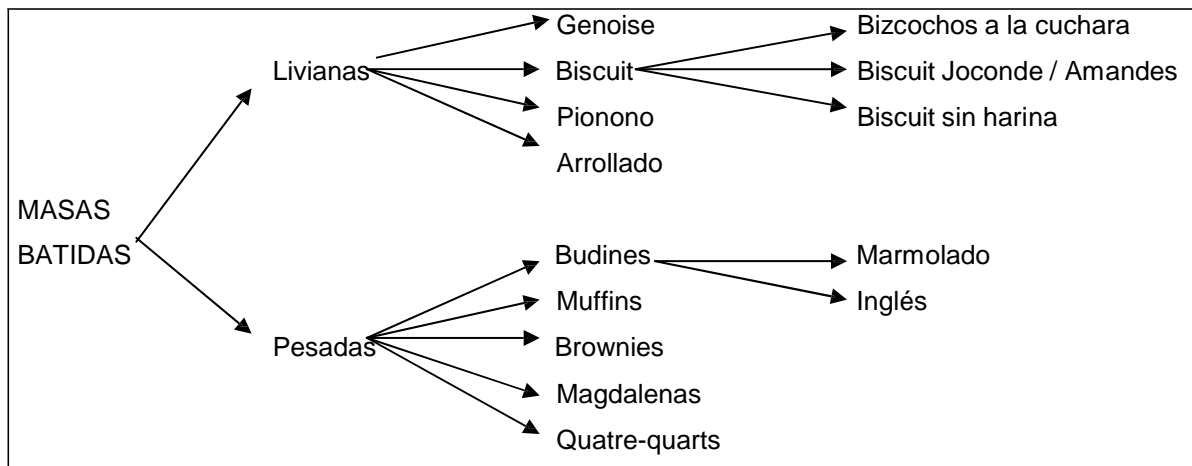 Genoise
Bizcochos a la cuchara
Livianas
Biscuit
Biscuit Joconde / Amandes
Pionono
Biscuit sin harina
Arrollado
MASAS
BATIDAS
Budines
Marmolado
Muffins
Inglés
Pesadas
Brownies
Magdalenas
Quatre-quarts